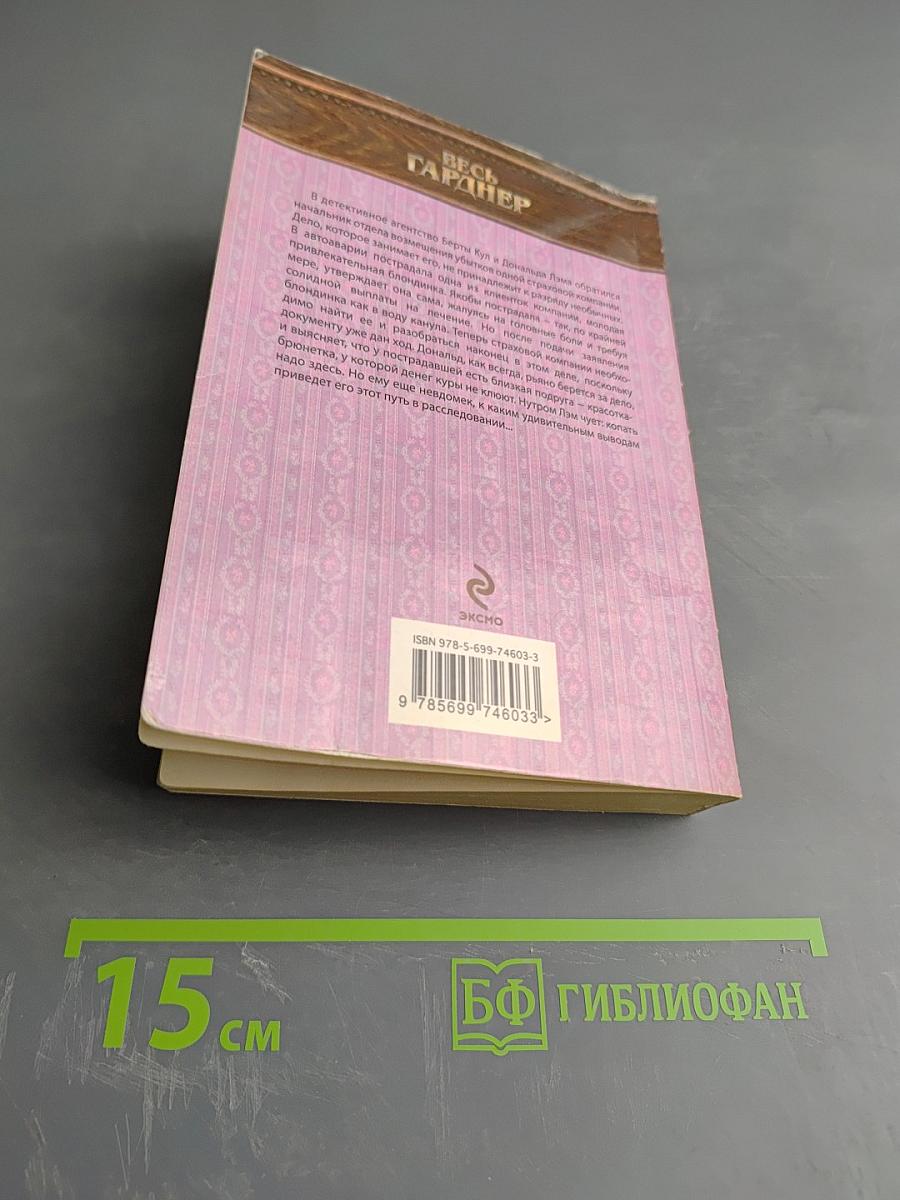 ВЕСЬ
ГАРДНЕР
В детективное агентство Берты Кул и Дональда Лэма обратился
начальник отдела возмещения убытков одной страховой компании.
Дело, которое занимает его, не принадлежит к разряду необычных.
В автоаварии пострадала одна из клиенток компании, молодая
привлекательная блондинка. Якобы пострадала – так, по крайней
мере, утверждает она сама, жалуясь на головные боли и требуя
солидной выплаты на лечение. Но после подачи заявления
блондинка как в воду канула. Теперь страховой компании необхо-
димо найти ее и разобраться наконец в этом деле, поскольку
документу уже дан ход. Дональд, как всегда, рьяно берется за дело,
и выясняет, что у пострадавшей есть близкая подруга – красотка-
брюнетка, у которой денег куры не клюют. Нутром Лэм чует: копать
надо здесь. Но ему еще невдомек, к каким удивительным выводам
приведет его этот путь в расследовании...
ЭКСМО
ISBN 978-5-699-74603-3
9 785699 746033 >
15 см
БФ ГИБЛИОФАН